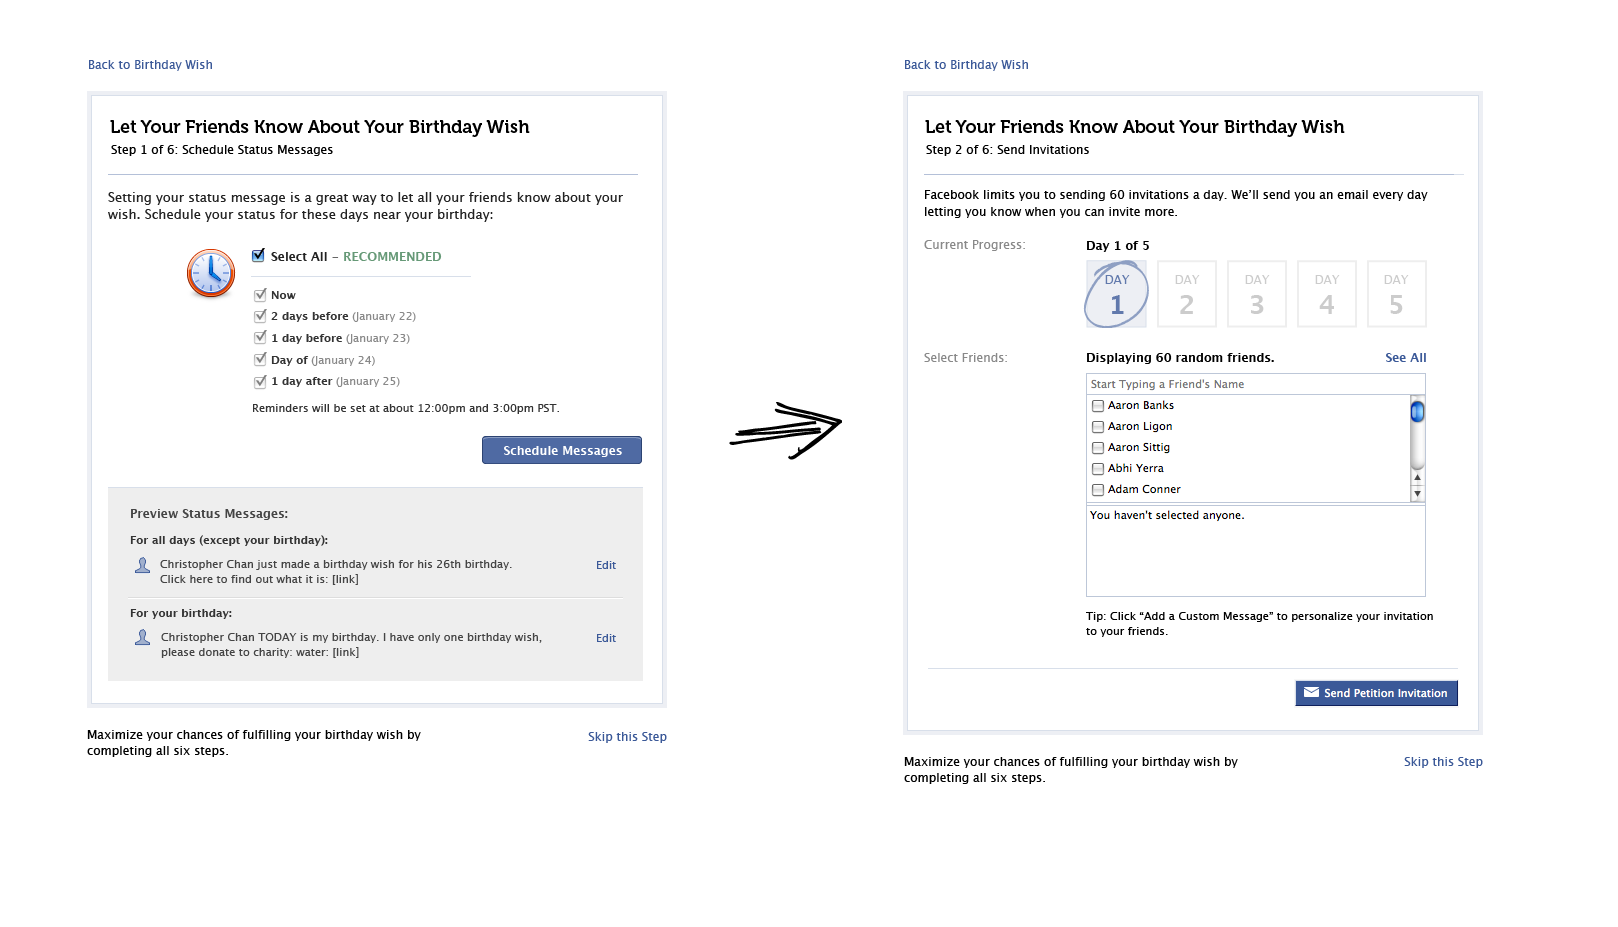 Back to Birthday Wish
Let Your Friends Know About Your Birthday Wish
Step 1 of 6: Schedule Status Messages
Setting your status message is a great way to let all your friends know about your
wish. Schedule your status for these days near your birthday:
Select All – RECOMMENDED
Now
2 days before (January 22)
1 day before (January 23)
Day of (January 24)
1 day after (January 25)
Reminders will be set at about 12:00pm and 3:00pm PST.
Schedule Messages
Preview Status Messages:
For all days (except your birthday):
Christopher Chan just made a birthday wish for his 26th birthday.
Click here to find out what it is: [link]
Edit
For your birthday:
Christopher Chan TODAY is my birthday. I have only one birthday wish,
please donate to charity: water: [link]
Edit
Maximize your chances of fulfilling your birthday wish by
completing all six steps.
Skip this Step
Back to Birthday Wish
Let Your Friends Know About Your Birthday Wish
Step 2 of 6: Send Invitations
Facebook limits you to sending 60 invitations a day. We’ll send you an email every day
letting you know when you can invite more.
Current Progress:
Day 1 of 5
DAY 1
DAY 2
DAY 3
DAY 4
DAY 5
Select Friends:
Displaying 60 random friends.
See All
Start Typing a Friend's Name
Aaron Banks
Aaron Ligon
Aaron Sittig
Abhi Yerra
Adam Conner
You haven't selected anyone.
Tip: Click “Add a Custom Message” to personalize your invitation
to your friends.
Send Petition Invitation
Maximize your chances of fulfilling your birthday wish by
completing all six steps.
Skip this Step